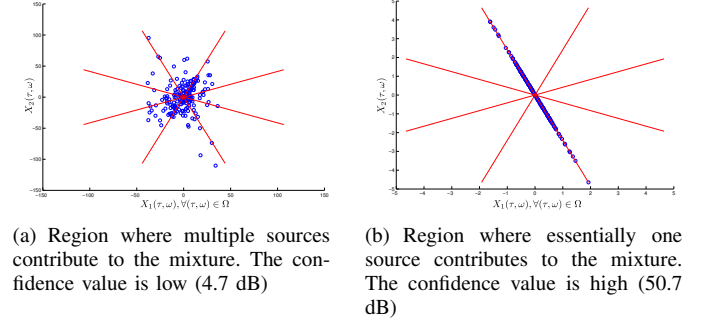 150
100
50
0
−50
−100
−150
−150 −100 −50 0 50 100 150
X₂(τ, ω)
X₁(τ, ω), ∀(τ, ω) ∈ Ω
5
4
3
2
1
0
−1
−2
−3
−4
−5
−5 −4 −3 −2 −1 0 1 2 3 4 5
X₂(τ, ω)
X₁(τ, ω), ∀(τ, ω) ∈ Ω
(a) Region where multiple sources
contribute to the mixture. The con-
fidence value is low (4.7 dB)
(b) Region where essentially one
source contributes to the mixture.
The confidence value is high (50.7
dB)